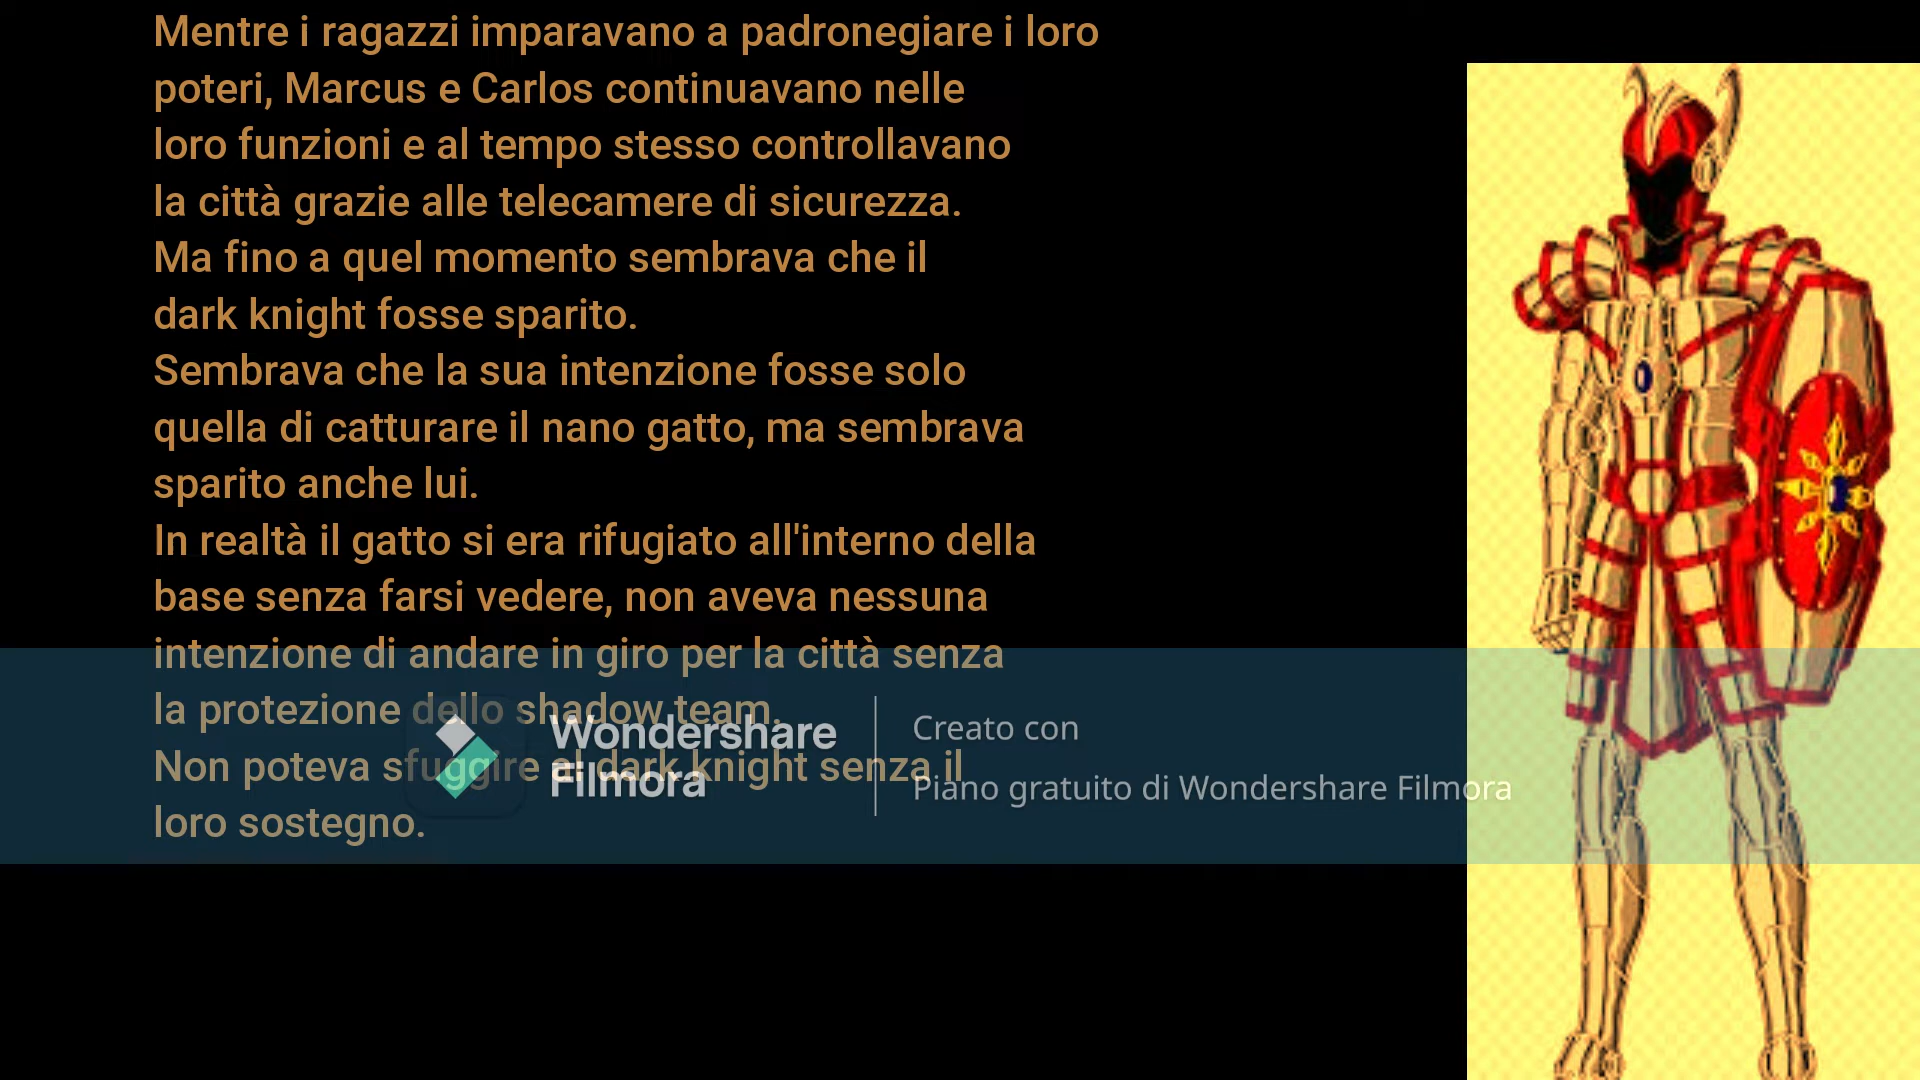 Mentre i ragazzi imparavano a padronegiare i loro
poteri, Marcus e Carlos continuavano nelle
loro funzioni e al tempo stesso controllavano
la città grazie alle telecamere di sicurezza.
Ma fino a quel momento sembrava che il
dark knight fosse sparito.
Sembrava che la sua intenzione fosse solo
quella di catturare il nano gatto, ma sembrava
sparito anche lui.
In realtà il gatto si era rifugiato all'interno della
base senza farsi vedere, non aveva nessuna
intenzione di andare in giro per la città senza
la protezione dello shadow team.
Non poteva sfuggire al dark knight senza il
loro sostegno.
Wondershare
Filmora
Creato con
Piano gratuito di Wondershare Filmora